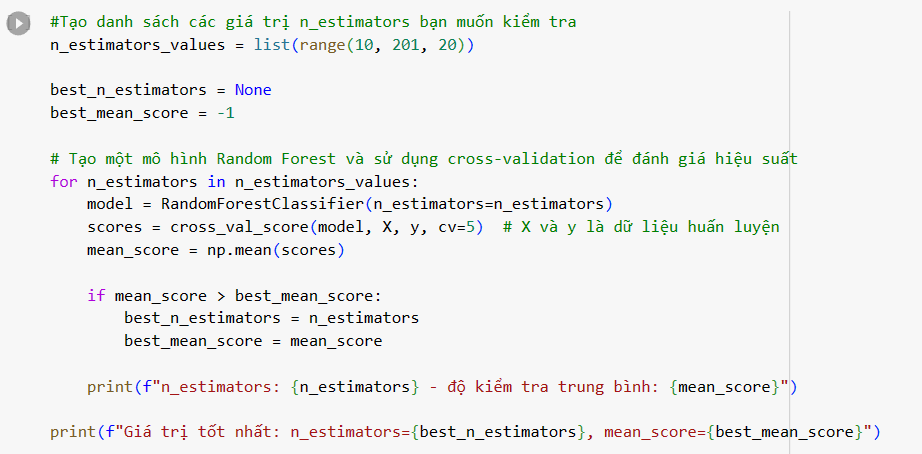 #Tạo danh sách các giá trị n_estimators bạn muốn kiểm tra
n_estimators_values = list(range(10, 201, 20))
best_n_estimators = None
best_mean_score = -1
# Tạo một mô hình Random Forest và sử dụng cross-validation để đánh giá hiệu suất
for n_estimators in n_estimators_values:
    model = RandomForestClassifier(n_estimators=n_estimators)
    scores = cross_val_score(model, X, y, cv=5)  # X và y là dữ liệu huấn luyện
    mean_score = np.mean(scores)
    if mean_score > best_mean_score:
        best_n_estimators = n_estimators
        best_mean_score = mean_score
    print(f"n_estimators: {n_estimators} - độ kiểm tra trung bình: {mean_score}")
print(f"Giá trị tốt nhất: n_estimators={best_n_estimators}, mean_score={best_mean_score}")